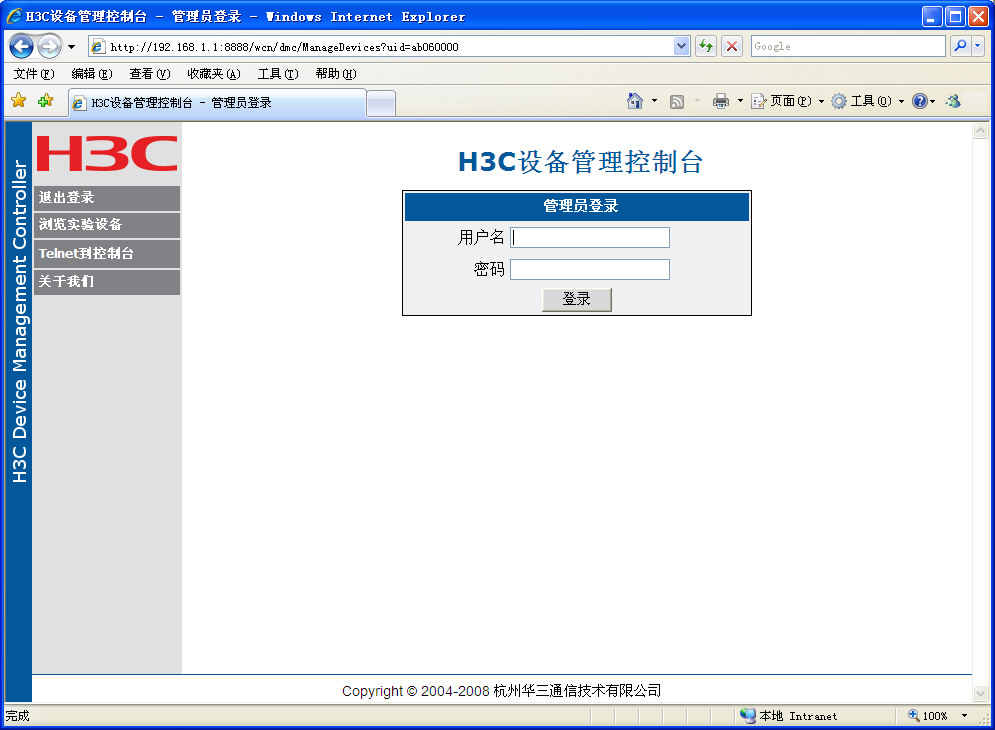 H3C设备管理控制台 - 管理员登录 - Windows Internet Explorer
http://192.168.1.1:8888/wcn/dmc/ManageDevices?uid=ab060000
Google
文件(F) 编辑(E) 查看(V) 收藏夹(A) 工具(T) 帮助(H)
H3C设备管理控制台 - 管理员登录
页面(P) 工具(O)
H3C Device Management Controller
H3C
退出登录
浏览实验设备
Telnet到控制台
关于我们
H3C设备管理控制台
管理员登录
用户名
密码
登录
Copyright © 2004-2008 杭州华三通信技术有限公司
完成 本地 Intranet 100%